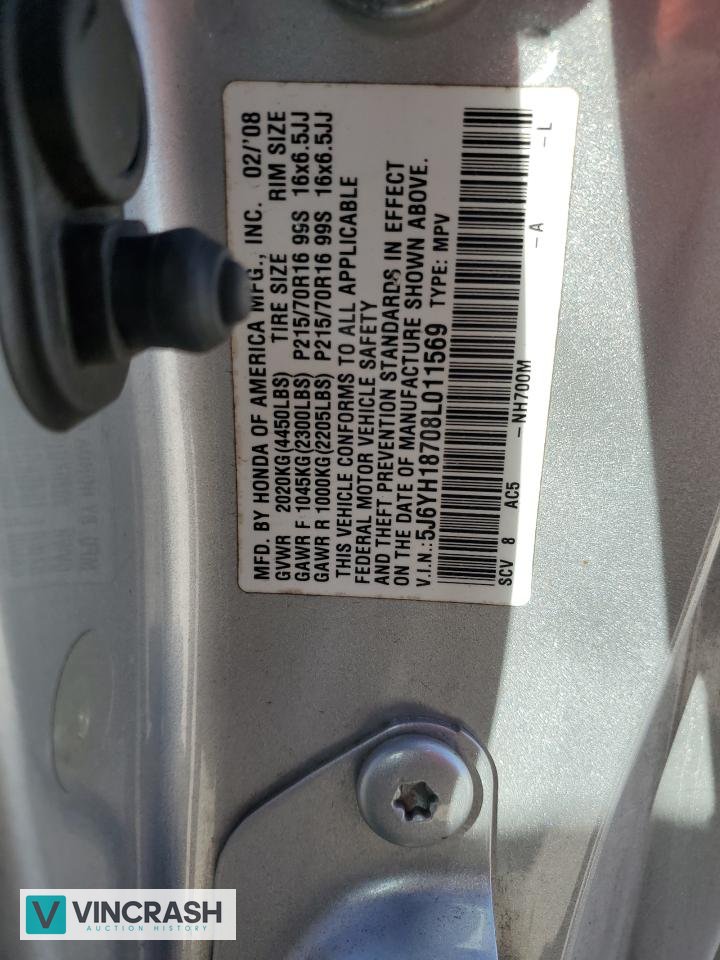 MFD. BY HONDA OF AMERICA MFG., INC. 02/'08
GVWR 2020KG(4450LBS) TIRE SIZE RIM SIZE
GAWR F 1045KG(2300LBS) P215/70R16 99S 16x6.5JJ
GAWR R 1000KG(2205LBS) P215/70R16 99S 16x6.5JJ
THIS VEHICLE CONFORMS TO ALL APPLICABLE
FEDERAL MOTOR VEHICLE SAFETY
AND THEFT PREVENTION STANDARDS IN EFFECT
ON THE DATE OF MANUFACTURE SHOWN ABOVE.
V.I.N.:5J6YH18708L011569 TYPE: MPV
SCV 8 AC5 -NH700M -A -L
VINCRASH
AUCTION HISTORY